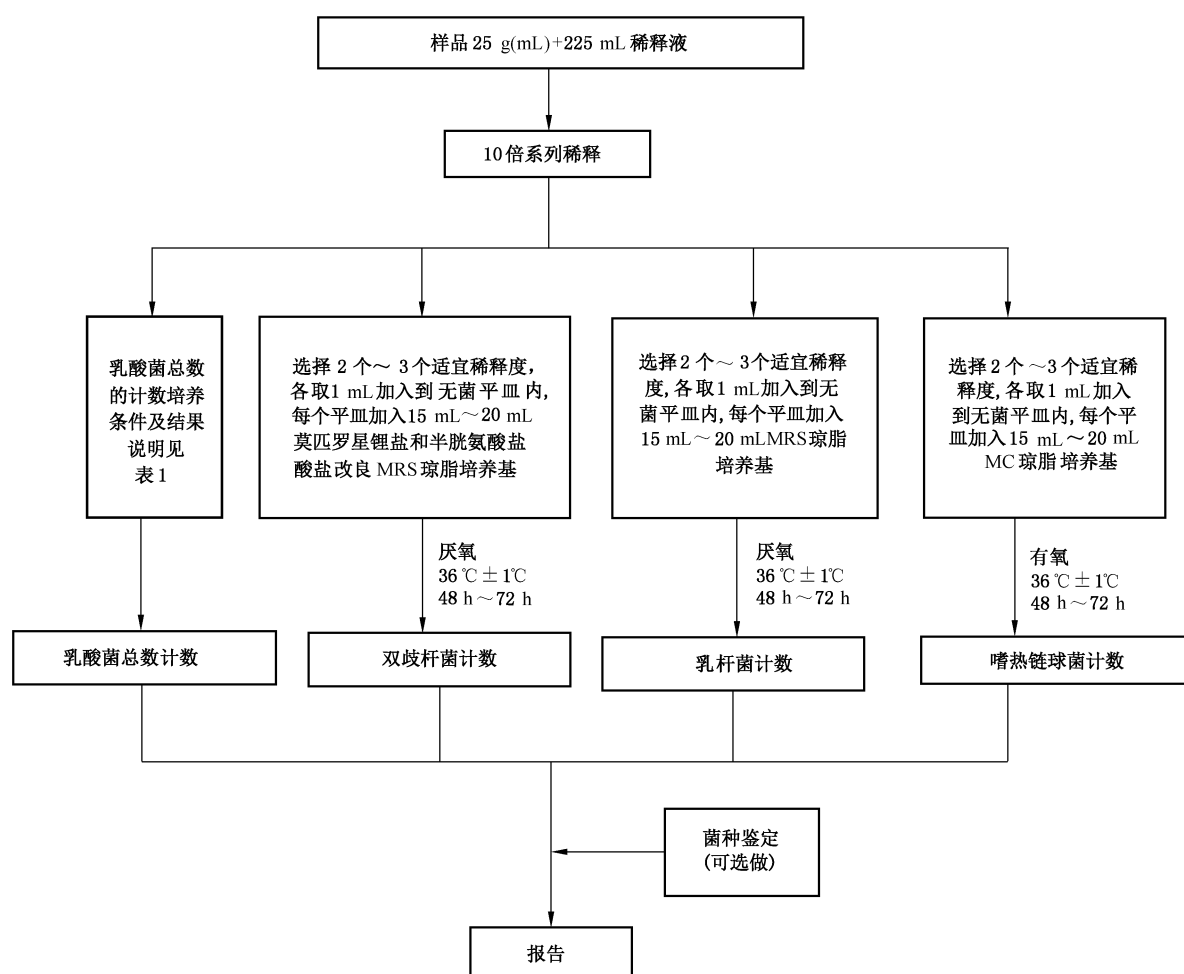 样品25 g(mL)+225 mL稀释液
10倍系列稀释
乳酸菌总数
的计数培养
条件及结果
说明见
表1
选择2个～3个适宜稀释度,
各取1 mL加入到无菌平皿内,
每个平皿加入15 mL～20 mL
莫匹罗星锂盐和半胱氨酸盐
酸盐改良MRS琼脂培养基
选择2个～3个适宜稀释
度,各取1 mL加入到无
菌平皿内,每个平皿加入
15 mL～20 mLMRS琼脂
培养基
选择2个～3个适宜稀
释度,各取1 mL加入
到无菌平皿内,每个平
皿加入15 mL～20 mL
MC琼脂培养基
厌氧
36℃±1℃
48 h～72 h
厌氧
36℃±1℃
48 h～72 h
有氧
36℃±1℃
48 h～72 h
乳酸菌总数计数
双歧杆菌计数
乳杆菌计数
嗜热链球菌计数
菌种鉴定
(可选做)
报告